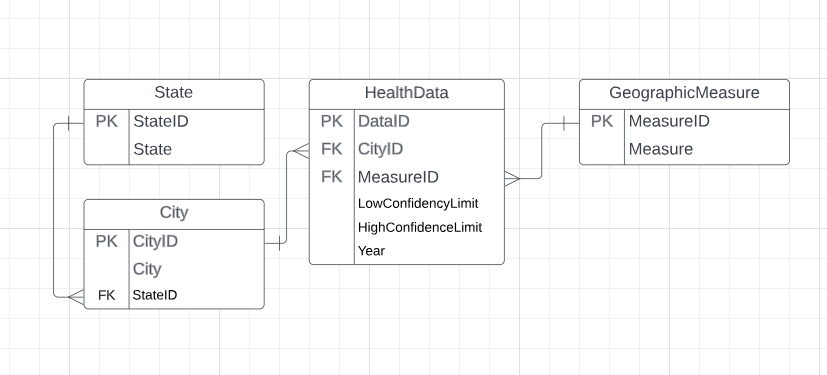 State
PK StateID
State
City
PK CityID
City
FK StateID
HealthData
PK DataID
FK CityID
FK MeasureID
LowConfidencyLimit
HighConfidenceLimit
Year
GeographicMeasure
PK MeasureID
Measure